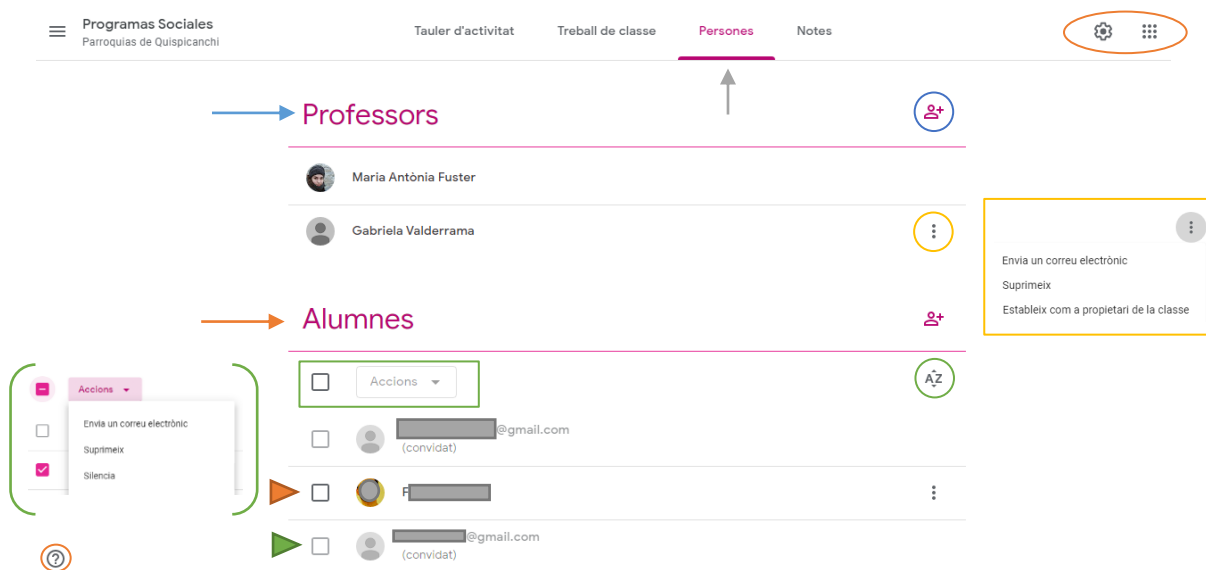 Programas Sociales
Parroquias de Quispicanchi
Tauler d'activitat
Treball de classe
Persones
Notes
Professors
Maria Antònia Fuster
Gabriela Valderrama
Envia un correu electrònic
Suprimeix
Estableix com a propietari de la classe
Alumnes
Accions
AZ
Accions
Envia un correu electrònic
Suprimeix
Silencia
@gmail.com
(convidat)
F
@gmail.com
(convidat)
?